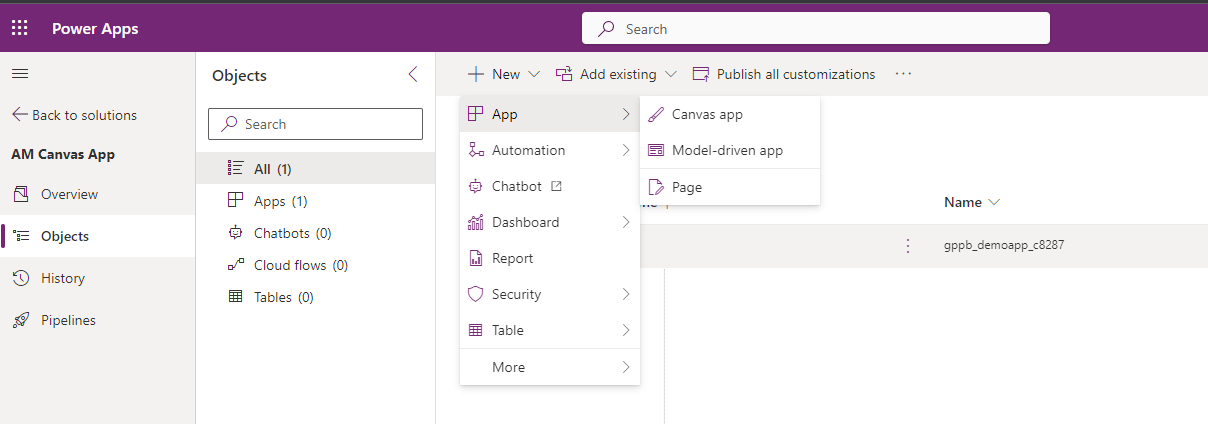 Power Apps
Search
Back to solutions
AM Canvas App
Overview
Objects
History
Pipelines
Objects
Search
All (1)
Apps (1)
Chatbots (0)
Cloud flows (0)
Tables (0)
New
Add existing
Publish all customizations
App
Automation
Chatbot
Dashboard
Report
Security
Table
More
Canvas app
Model-driven app
Page
Name
gppb_demoapp_c8287